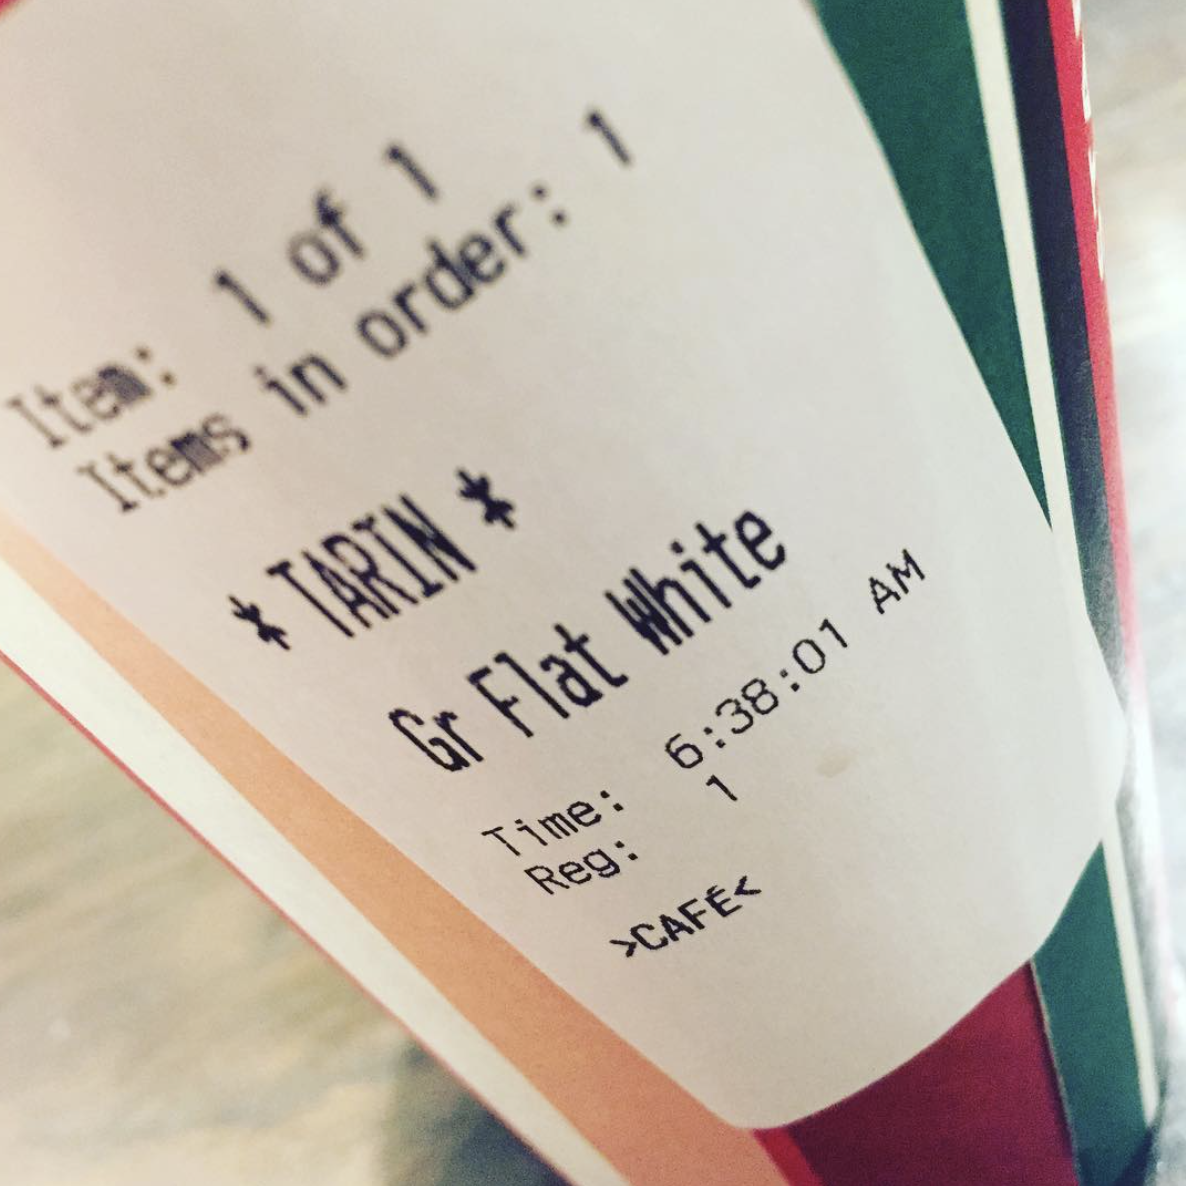 Item: 1 of 1
Items in order: 1
* TARIN *
Gr Flat White
Time: 6:38:01 AM
Reg: 1
>CAFÉ<